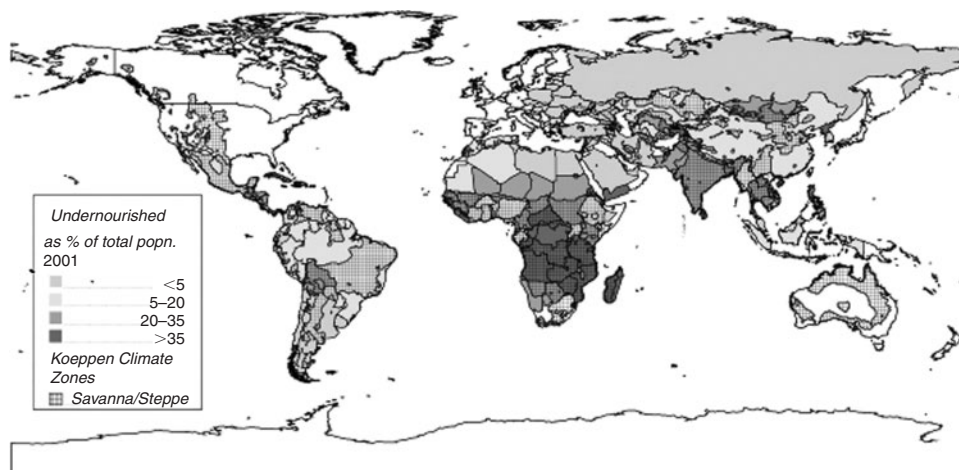 Undernourished
as % of total popn.
2001
<5
5–20
20–35
>35
Koeppen Climate
Zones
Savanna/Steppe